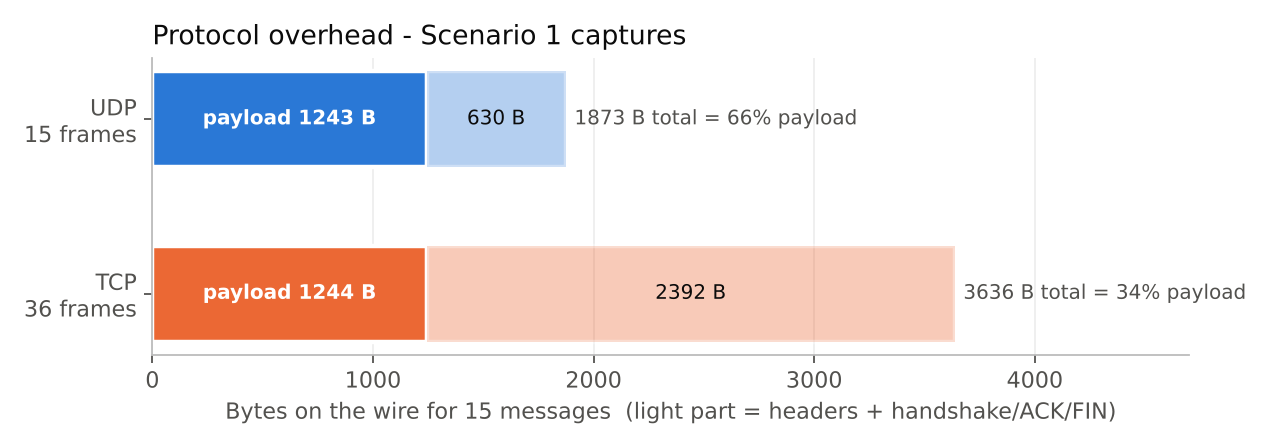 Protocol overhead - Scenario 1 captures
UDP
15 frames
payload 1243 B
630 B
1873 B total = 66% payload
TCP
36 frames
payload 1244 B
2392 B
3636 B total = 34% payload
0
1000
2000
3000
4000
Bytes on the wire for 15 messages  (light part = headers + handshake/ACK/FIN)